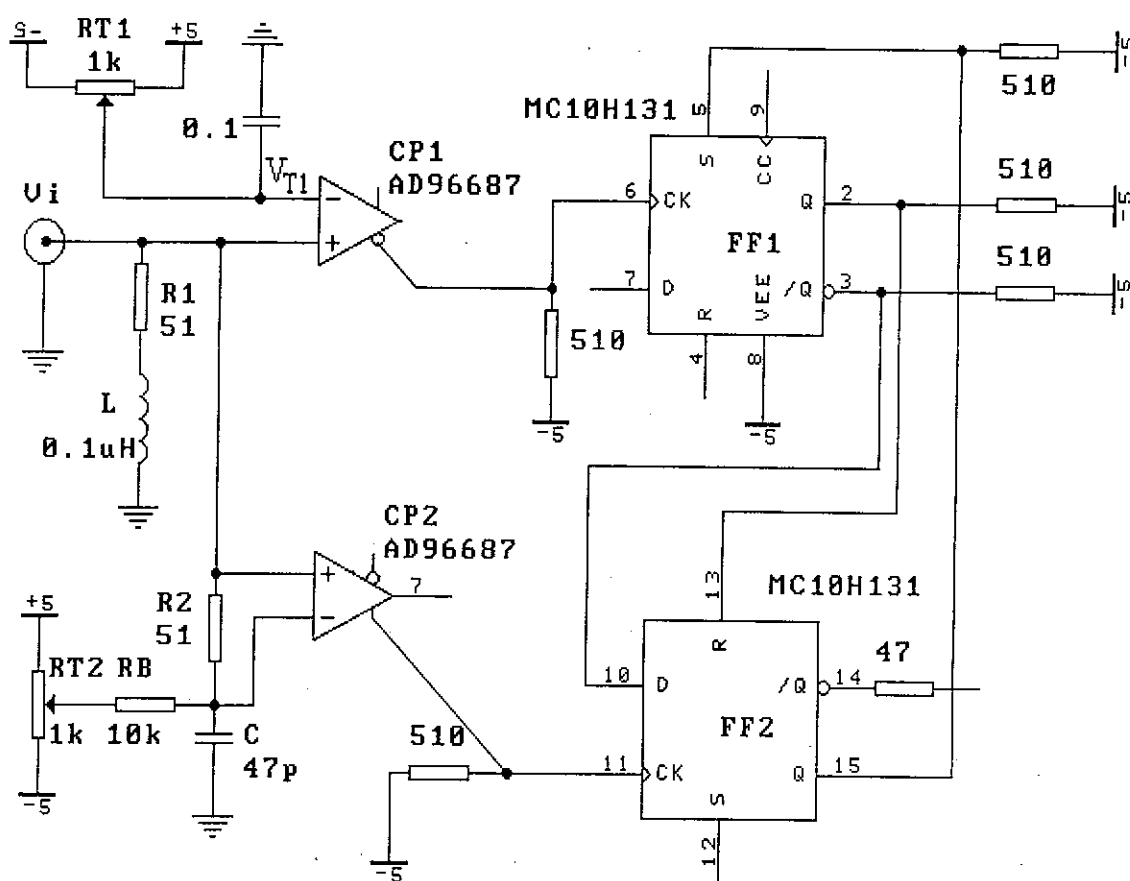 5- RT1 +5
1k
0.1
VT1
CP1
AD96687
Vi
R1
51
L
0.1uH
510
-5
MC10H131
5
9
S
CC
6
CK
Q
2
FF1
7
D
/Q
3
R
VEE
4
8
-5
510
-5
510
-5
510
-5
CP2
AD96687
7
R2
51
+5
RT2 RB
1k 10k
-5
C
47p
510
-5
MC10H131
13
R
10
D
/Q
14
47
FF2
11
CK
Q
15
S
12